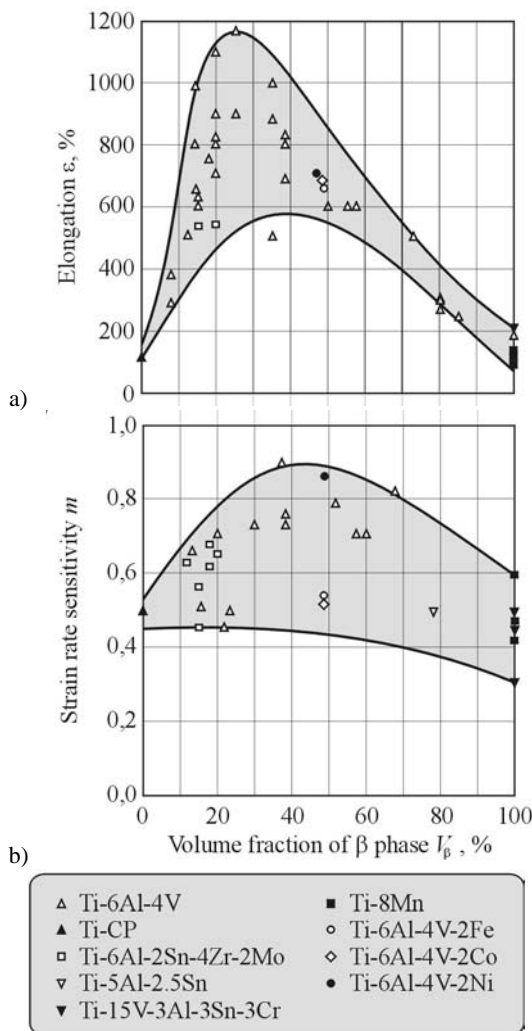 1200
1000
800
600
400
200
0
Elongation ε, %
a)
1,0
0,8
0,6
0,4
0,2
0,0
Strain rate sensitivity m
0 20 40 60 80 100
Volume fraction of β phase Vβ , %
b)
Ti-6Al-4V
Ti-CP
Ti-6Al-2Sn-4Zr-2Mo
Ti-5Al-2.5Sn
Ti-15V-3Al-3Sn-3Cr
Ti-8Mn
Ti-6Al-4V-2Fe
Ti-6Al-4V-2Co
Ti-6Al-4V-2Ni